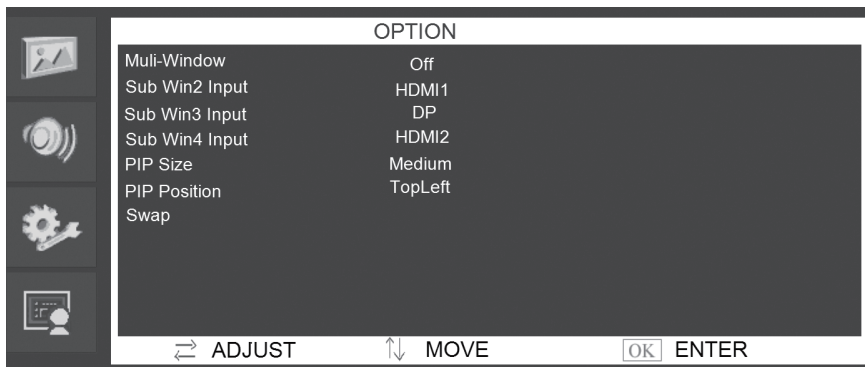 OPTION
Muli-Window Off
Sub Win2 Input HDMI1
Sub Win3 Input DP
Sub Win4 Input HDMI2
PIP Size Medium
PIP Position TopLeft
Swap
ADJUST MOVE OK ENTER